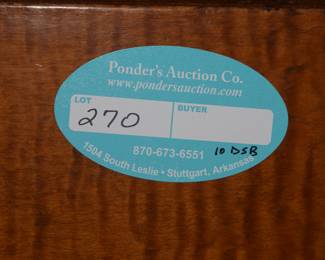 Ponder's Auction Co.
www.pondersauction.com
LOT
270
BUYER
870-673-6551
10 DSB
1504 South Leslie • Stuttgart, Arkansas